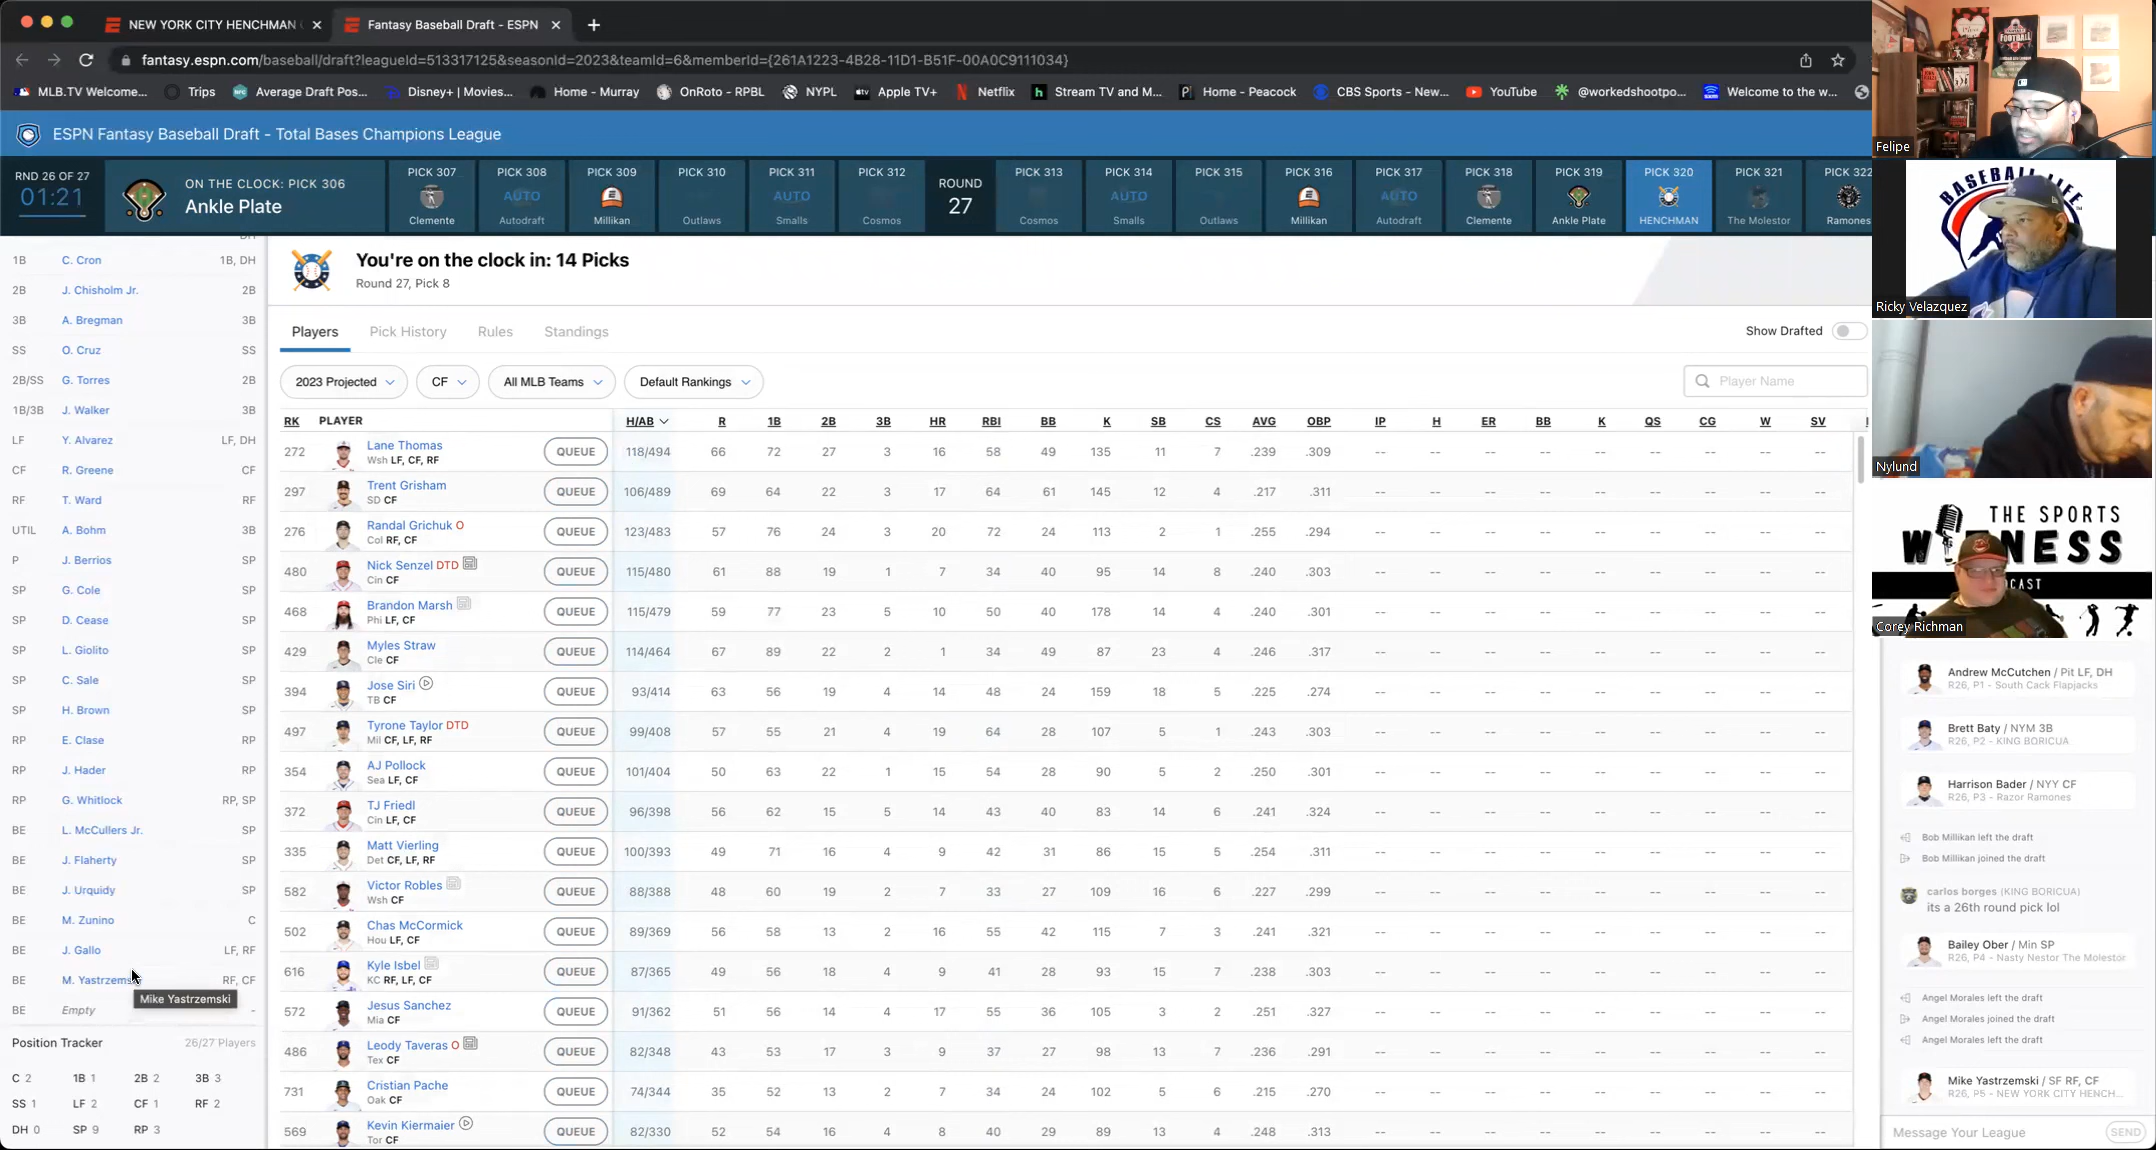 NEW YORK CITY HENCHMAN
Fantasy Baseball Draft - ESPN
fantasy.espn.com/baseball/draft?leagueId=513317125&seasonId=2023&teamId=6&memberId={261A1223-4B28-11D1-B51F-00A0C9111034}
MLB.TV Welcome... Trips Average Draft Pos... Disney+ | Movies... Home - Murray OnRoto - RPBL NYPL Apple TV+ Netflix Stream TV and M... Home - Peacock CBS Sports - New... YouTube @workedshootpo... Welcome to the w...
ESPN Fantasy Baseball Draft - Total Bases Champions League
RND 26 OF 27
01:21
ON THE CLOCK: PICK 306
Ankle Plate
PICK 307 PICK 308 PICK 309 PICK 310 PICK 311 PICK 312 ROUND 27 PICK 313 PICK 314 PICK 315 PICK 316 PICK 317 PICK 318 PICK 319 PICK 320 PICK 321 PICK 322
AUTO AUTO AUTO AUTO
Clemente Autodraft Millikan Outlaws Smalls Cosmos Cosmos Smalls Outlaws Millikan Autodraft Clemente Ankle Plate HENCHMAN The Molestor Ramones
1B C. Cron 1B, DH
2B J. Chisholm Jr. 2B
3B A. Bregman 3B
SS O. Cruz SS
2B/SS G. Torres 2B
1B/3B J. Walker 3B
LF Y. Alvarez LF, DH
CF R. Greene CF
RF T. Ward RF
UTIL A. Bohm 3B
P J. Berrios SP
SP G. Cole SP
SP D. Cease SP
SP L. Giolito SP
SP C. Sale SP
SP H. Brown SP
RP E. Clase RP
RP J. Hader RP
RP G. Whitlock RP, SP
BE L. McCullers Jr. SP
BE J. Flaherty SP
BE J. Urquidy SP
BE M. Zunino C
BE J. Gallo LF, RF
BE M. Yastrzems RF, CF
Mike Yastrzemski
BE Empty -
Position Tracker 26/27 Players
C 2 1B 1 2B 2 3B 3
SS 1 LF 2 CF 1 RF 2
DH 0 SP 9 RP 3
You're on the clock in: 14 Picks
Round 27, Pick 8
Players Pick History Rules Standings
Show Drafted
2023 Projected CF All MLB Teams Default Rankings
Player Name
RK PLAYER H/AB R 1B 2B 3B HR RBI BB K SB CS AVG OBP IP H ER BB K QS CG W SV
272 Lane Thomas Wsh LF, CF, RF QUEUE 118/494 66 72 27 3 16 58 49 135 11 7 .239 .309 -- -- -- -- -- -- -- -- --
297 Trent Grisham SD CF QUEUE 106/489 69 64 22 3 17 64 61 145 12 4 .217 .311 -- -- -- -- -- -- -- -- --
276 Randal Grichuk O Col RF, CF QUEUE 123/483 57 76 24 3 20 72 24 113 2 1 .255 .294 -- -- -- -- -- -- -- -- --
480 Nick Senzel DTD Cin CF QUEUE 115/480 61 88 19 1 7 34 40 95 14 8 .240 .303 -- -- -- -- -- -- -- -- --
468 Brandon Marsh Phi LF, CF QUEUE 115/479 59 77 23 5 10 50 40 178 14 4 .240 .301 -- -- -- -- -- -- -- -- --
429 Myles Straw Cle CF QUEUE 114/464 67 89 22 2 1 34 49 87 23 4 .246 .317 -- -- -- -- -- -- -- -- --
394 Jose Siri TB CF QUEUE 93/414 63 56 19 4 14 48 24 159 18 5 .225 .274 -- -- -- -- -- -- -- -- --
497 Tyrone Taylor DTD Mil CF, LF, RF QUEUE 99/408 57 55 21 4 19 64 28 107 5 1 .243 .303 -- -- -- -- -- -- -- -- --
354 AJ Pollock Sea LF, CF QUEUE 101/404 50 63 22 1 15 54 28 90 5 2 .250 .301 -- -- -- -- -- -- -- -- --
372 TJ Friedl Cin LF, CF QUEUE 96/398 56 62 15 5 14 43 40 83 14 6 .241 .324 -- -- -- -- -- -- -- -- --
335 Matt Vierling Det CF, LF, RF QUEUE 100/393 49 71 16 4 9 42 31 86 15 5 .254 .311 -- -- -- -- -- -- -- -- --
582 Victor Robles Wsh CF QUEUE 88/388 48 60 19 2 7 33 27 109 16 6 .227 .299 -- -- -- -- -- -- -- -- --
502 Chas McCormick Hou LF, CF QUEUE 89/369 56 58 13 2 16 55 42 115 7 3 .241 .321 -- -- -- -- -- -- -- -- --
616 Kyle Isbel KC RF, LF, CF QUEUE 87/365 49 56 18 4 9 41 28 93 15 7 .238 .303 -- -- -- -- -- -- -- -- --
572 Jesus Sanchez Mia CF QUEUE 91/362 51 56 14 4 17 55 36 105 3 2 .251 .327 -- -- -- -- -- -- -- -- --
486 Leody Taveras O Tex CF QUEUE 82/348 43 53 17 3 9 37 27 98 13 7 .236 .291 -- -- -- -- -- -- -- -- --
731 Cristian Pache Oak CF QUEUE 74/344 35 52 13 2 7 34 24 102 5 6 .215 .270 -- -- -- -- -- -- -- -- --
569 Kevin Kiermaier Tor CF QUEUE 82/330 52 54 16 4 8 40 29 89 13 4 .248 .313 -- -- -- -- -- -- -- -- --
Felipe
BASEBALL LIFE
Ricky Velazquez
Nylund
THE SPORTS
Corey Richman
Andrew McCutchen / Pit LF, DH
R26, P1 - South Cack Flapjacks
Brett Baty / NYM 3B
R26, P2 - KING BORICUA
Harrison Bader / NYY CF
R26, P3 - Razor Ramones
Bob Millikan left the draft
Bob Millikan joined the draft
carlos borges (KING BORICUA)
its a 26th round pick lol
Bailey Ober / Min SP
R26, P4 - Nasty Nestor The Molestor
Angel Morales left the draft
Angel Morales joined the draft
Angel Morales left the draft
Mike Yastrzemski / SF RF, CF
R26, P5 - NEW YORK CITY HENCH...
Message Your League SEND